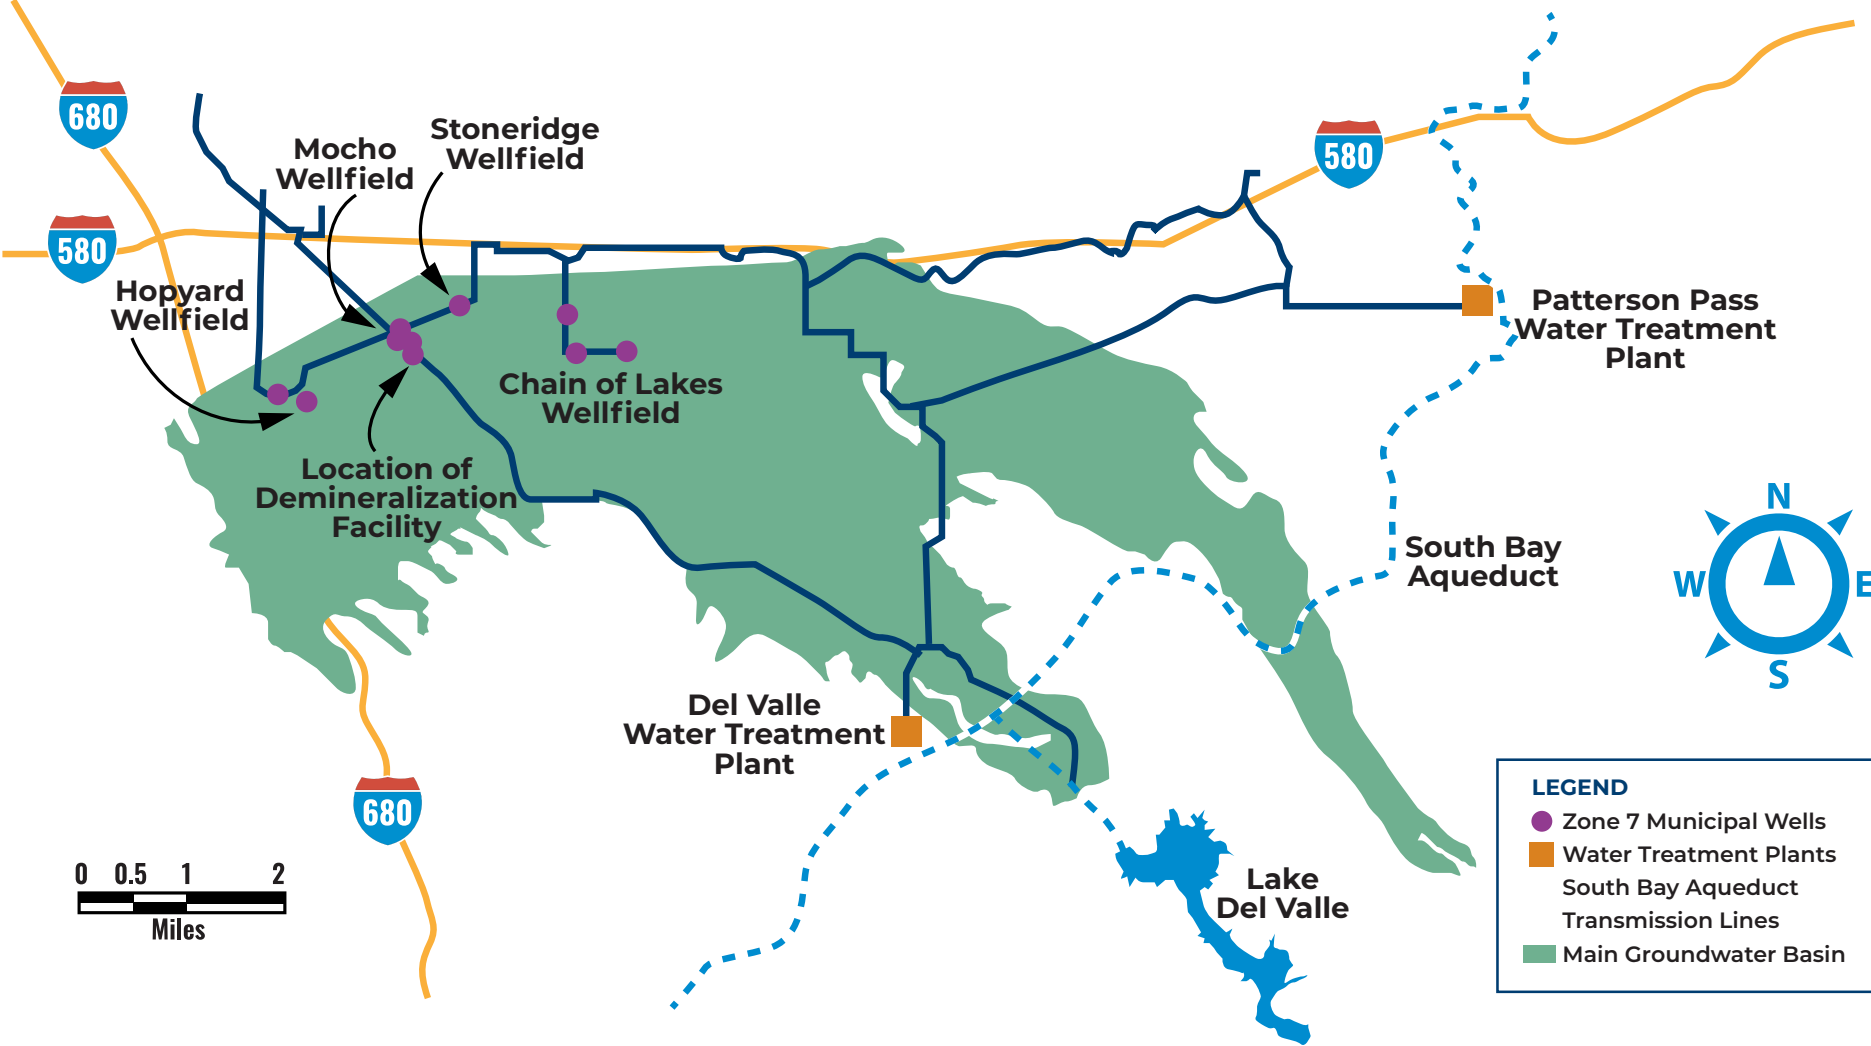 680
580
Mocho
Wellfield
Stoneridge
Wellfield
580
Hopyard
Wellfield
Patterson Pass
Water Treatment
Plant
Chain of Lakes
Wellfield
Location of
Demineralization
Facility
South Bay
Aqueduct
N
W
E
S
Del Valle
Water Treatment
Plant
680
Lake
Del Valle
0 0.5 1 2
Miles
LEGEND
Zone 7 Municipal Wells
Water Treatment Plants
South Bay Aqueduct
Transmission Lines
Main Groundwater Basin